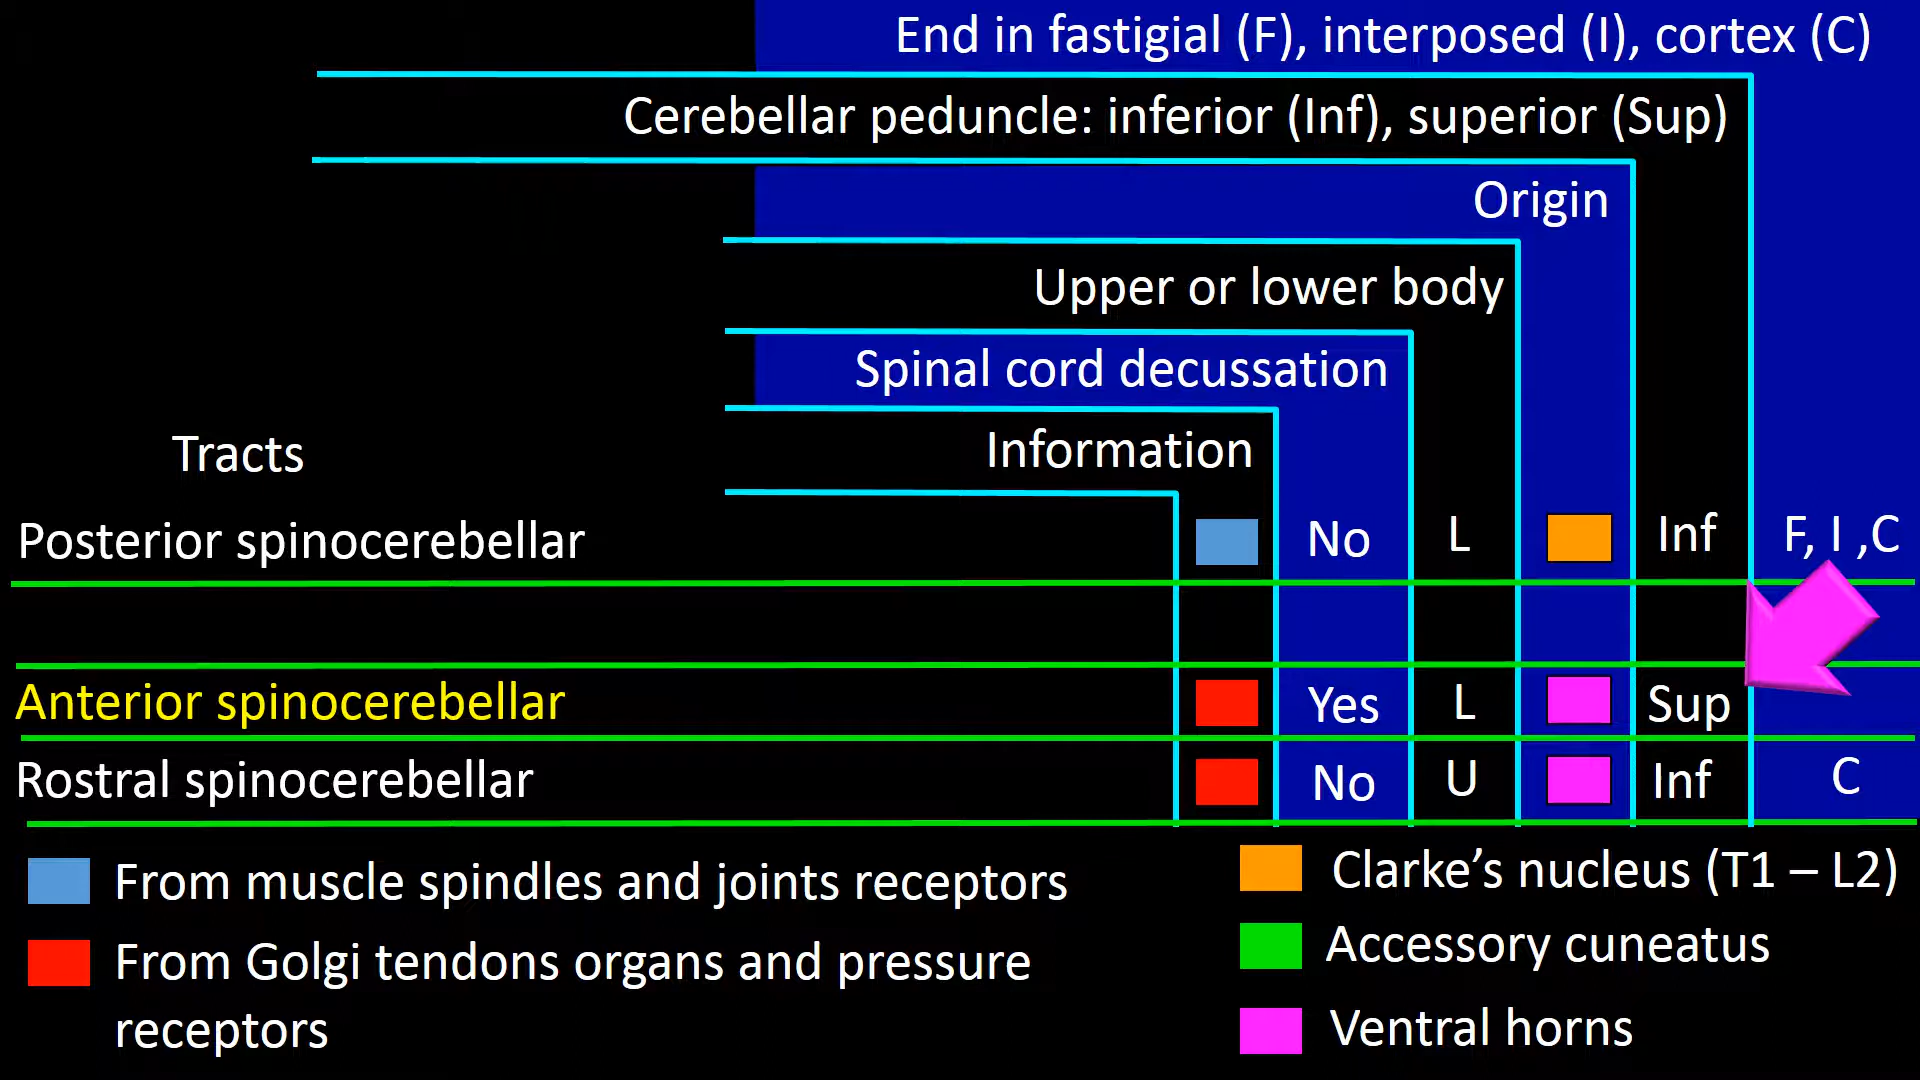 End in fastigial (F), interposed (I), cortex (C)
Cerebellar peduncle: inferior (Inf), superior (Sup)
Origin
Upper or lower body
Spinal cord decussation
Information
Tracts
Posterior spinocerebellar No L Inf F, I ,C
Anterior spinocerebellar Yes L Sup
Rostral spinocerebellar No U Inf C
From muscle spindles and joints receptors
From Golgi tendons organs and pressure
receptors
Clarke’s nucleus (T1 – L2)
Accessory cuneatus
Ventral horns